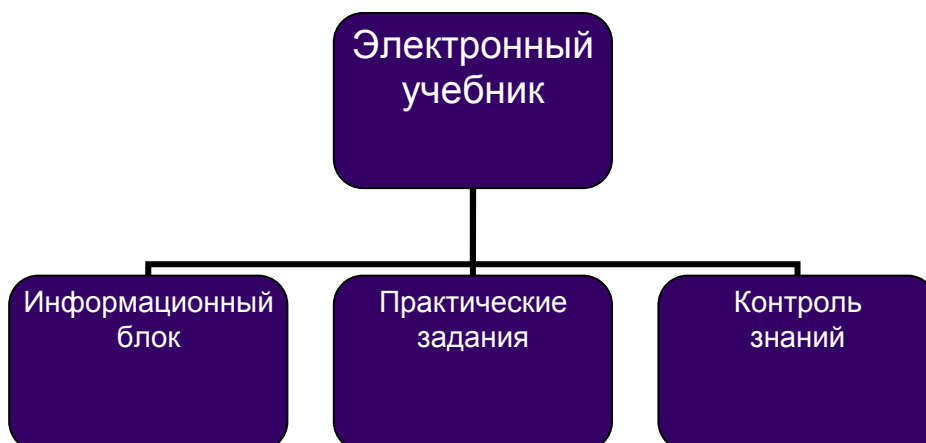 Электронный
учебник
Информационный
блок
Практические
задания
Контроль
знаний